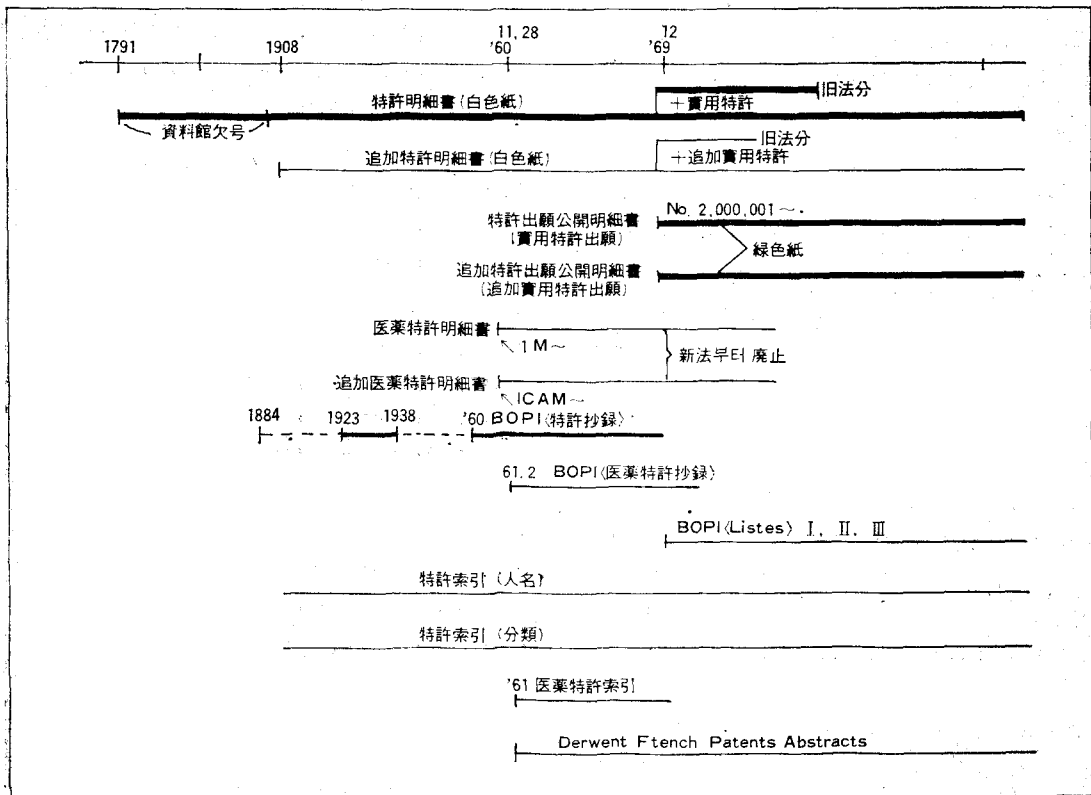 11, 28 12
1791 1908 '60 '69
旧法分
特許明細書(白色紙) +實用特許
資料館欠号
旧法分
追加特許明細書(白色紙) +追加實用特許
No. 2,000,001~
特許出願公開明細書
(實用特許出願)
緑色紙
追加特許出願公開明細書
(追加實用特許出願)
医薬特許明細書
1M~
新法부터 廃止
追加医薬特許明細書
ICAM~
1884 1923 1938 '60 BOPI(特許抄録)
61.2 BOPI(医薬特許抄録)
BOPI(Listes) I, II, III
特許索引(人名)
特許索引(分類)
'61 医薬特許索引
Derwent Ftench Patents Abstracts